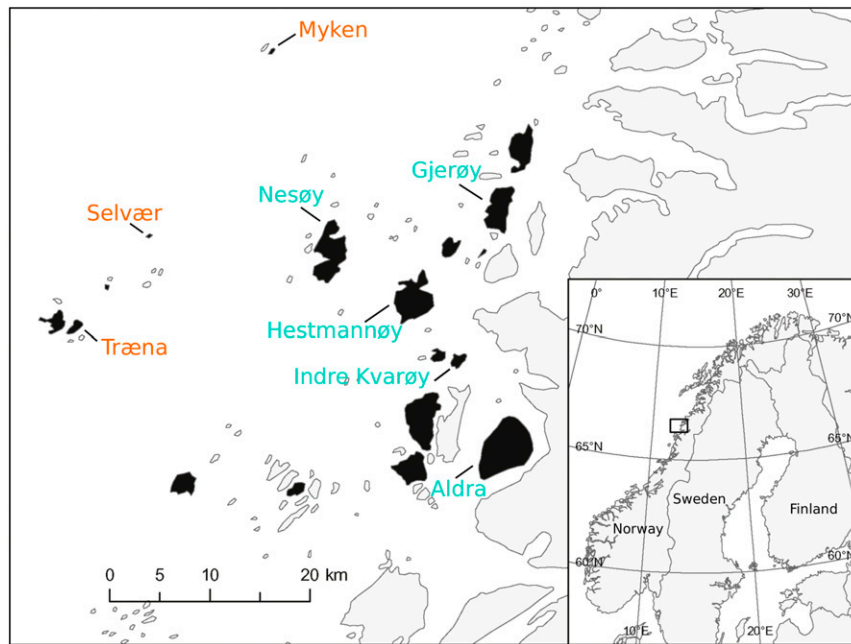 Myken
Gjerøy
Nesøy
Selvær
Hestmannøy
Træna
Indre Kvarøy
Aldra
0 5 10 20 km
0° 10°E 20°E 30°E
70°N 70°N
65°N 65°N
Sweden
Norway Finland
60°N 60°N
10°E 20°E